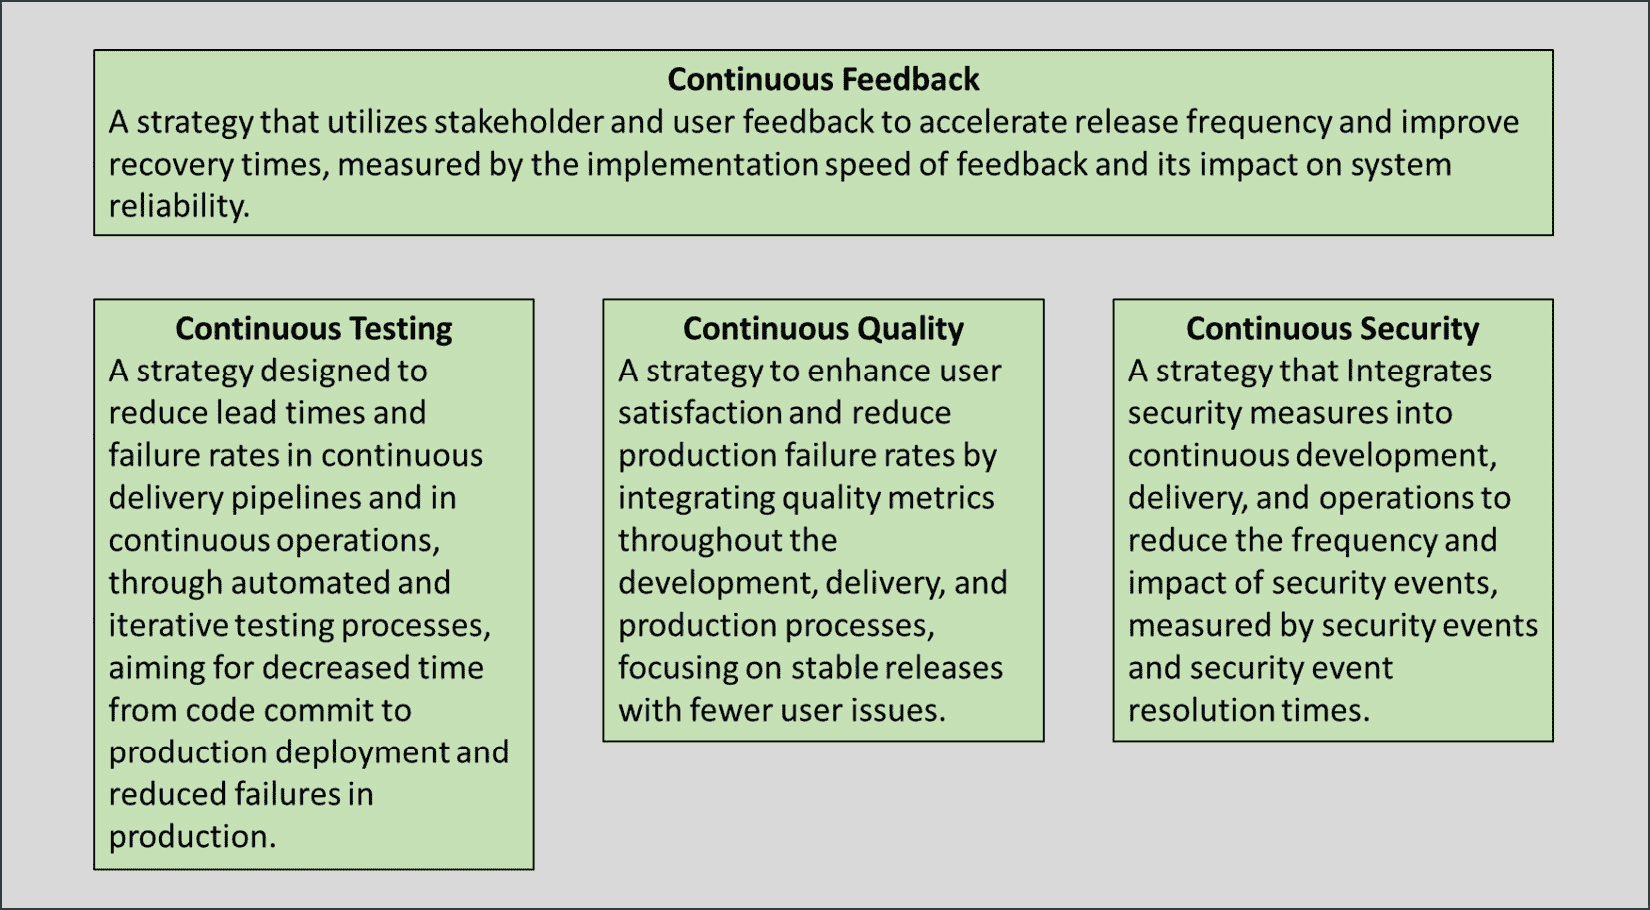 Continuous Feedback
A strategy that utilizes stakeholder and user feedback to accelerate release frequency and improve
recovery times, measured by the implementation speed of feedback and its impact on system
reliability.
Continuous Testing
A strategy designed to
reduce lead times and
failure rates in continuous
delivery pipelines and in
continuous operations,
through automated and
iterative testing processes,
aiming for decreased time
from code commit to
production deployment and
reduced failures in
production.
Continuous Quality
A strategy to enhance user
satisfaction and reduce
production failure rates by
integrating quality metrics
throughout the
development, delivery, and
production processes,
focusing on stable releases
with fewer user issues.
Continuous Security
A strategy that Integrates
security measures into
continuous development,
delivery, and operations to
reduce the frequency and
impact of security events,
measured by security events
and security event
resolution times.